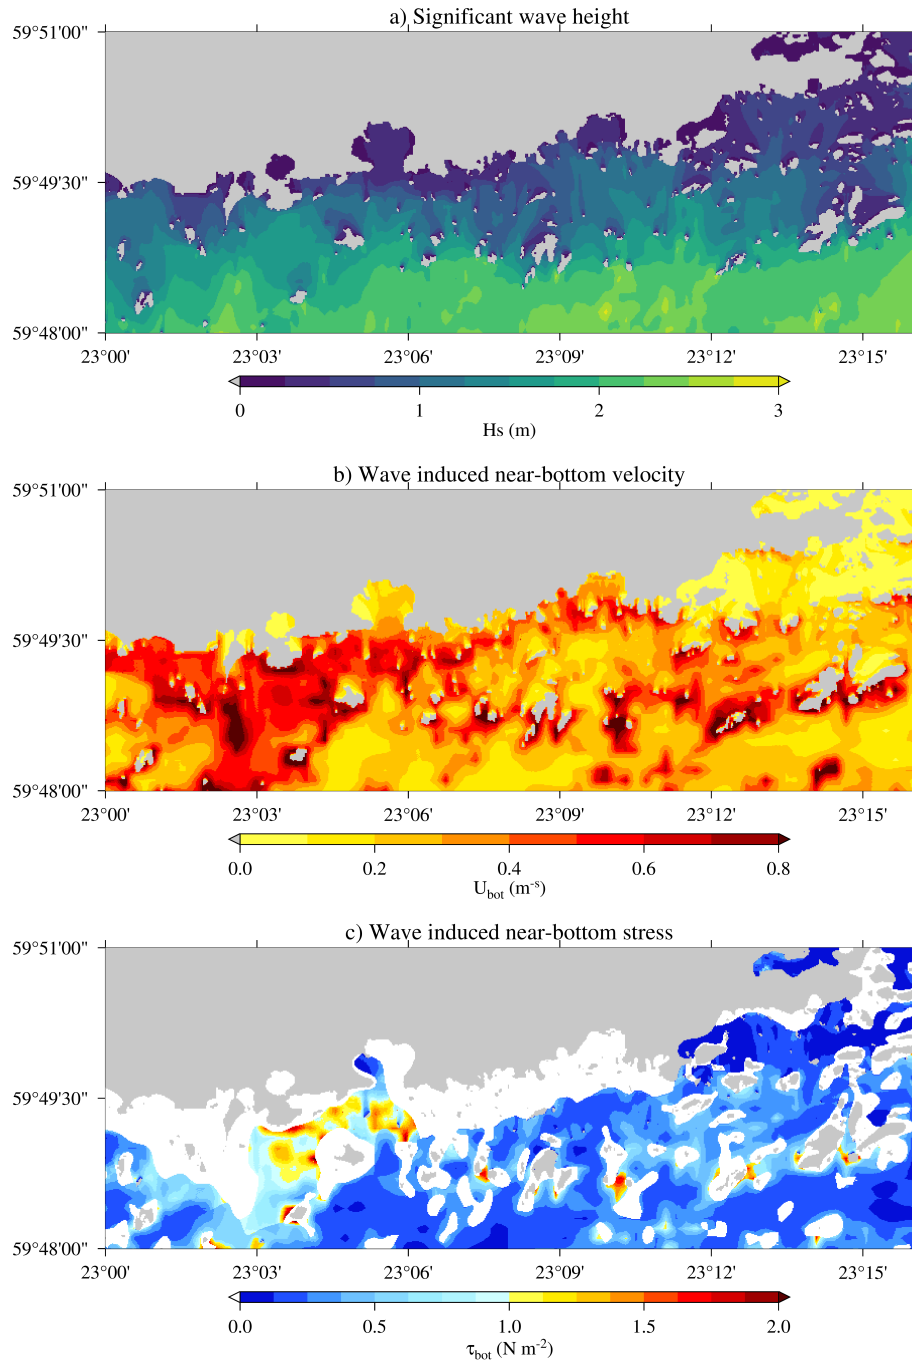 a) Significant wave height
59°51'00"
59°49'30"
59°48'00"
23°00' 23°03' 23°06' 23°09' 23°12' 23°15'
0 1 2 3
Hs (m)
b) Wave induced near-bottom velocity
59°51'00"
59°49'30"
59°48'00"
23°00' 23°03' 23°06' 23°09' 23°12' 23°15'
0.0 0.2 0.4 0.6 0.8
U_bot (m^-s)
c) Wave induced near-bottom stress
59°51'00"
59°49'30"
59°48'00"
23°00' 23°03' 23°06' 23°09' 23°12' 23°15'
0.0 0.5 1.0 1.5 2.0
τ_bot (N m^-2)